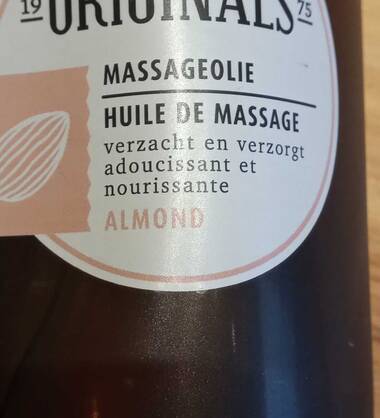 19 ORIGINALS 75
MASSAGEOLIE
HUILE DE MASSAGE
verzacht en verzorgt
adoucissant et
nourissante
ALMOND